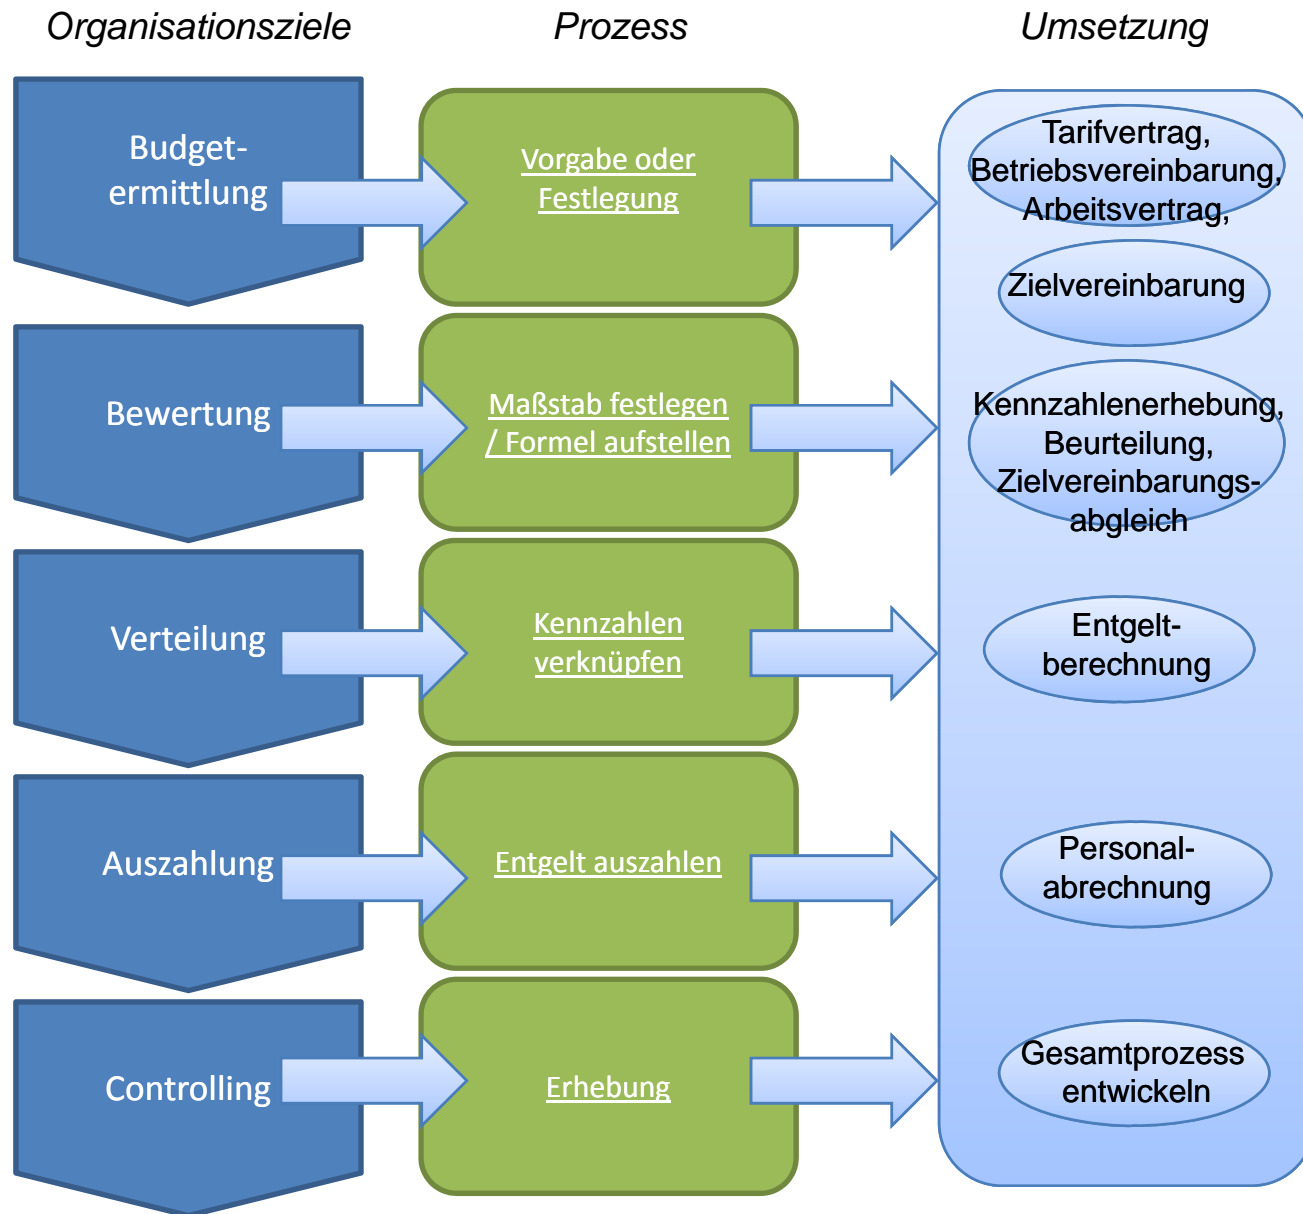 Organisationsziele
Prozess
Umsetzung
Budget-
ermittlung
Vorgabe oder
Festlegung
Tarifvertrag,
Betriebsvereinbarung,
Arbeitsvertrag,
Zielvereinbarung
Bewertung
Maßstab festlegen
/ Formel aufstellen
Kennzahlenerhebung,
Beurteilung,
Zielvereinbarungs-
abgleich
Verteilung
Kennzahlen
verknüpfen
Entgelt-
berechnung
Auszahlung
Entgelt auszahlen
Personal-
abrechnung
Controlling
Erhebung
Gesamtprozess
entwickeln